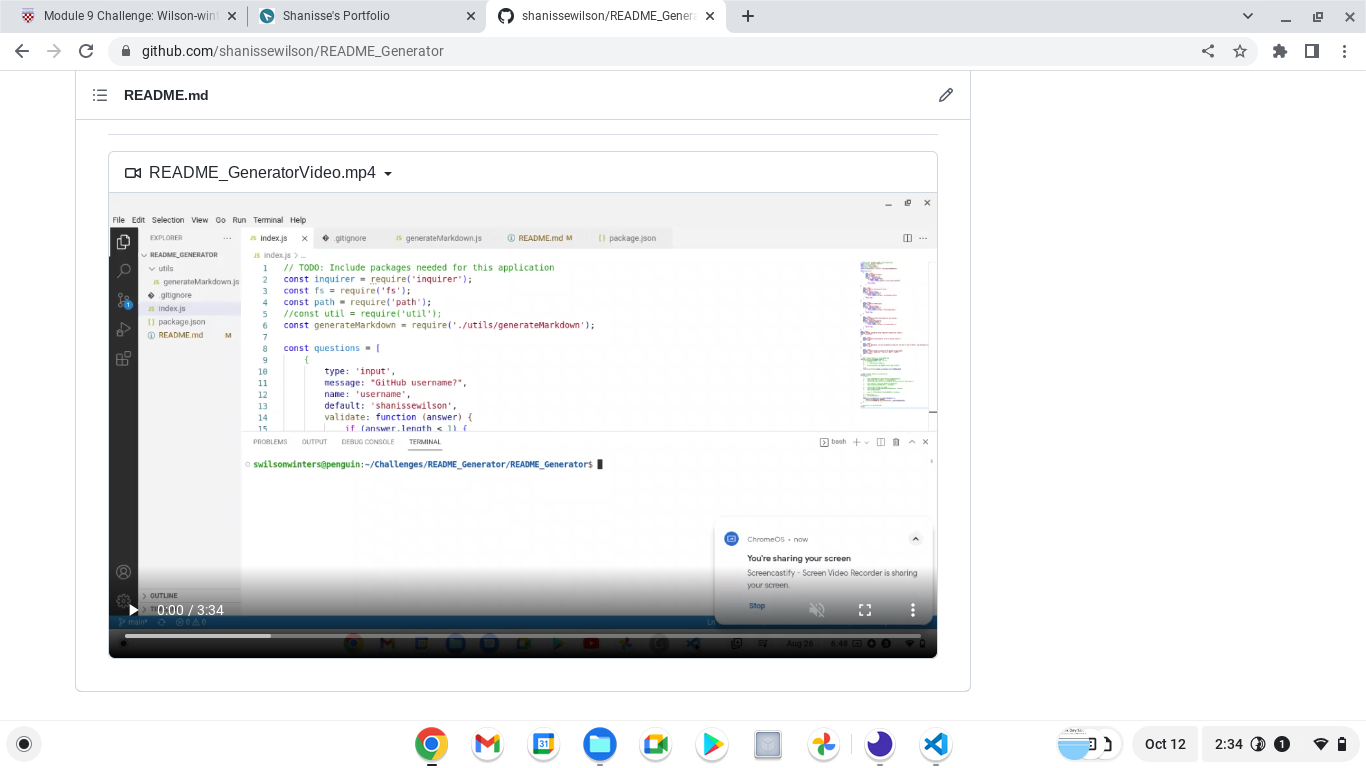 Module 9 Challenge: Wilson-wint
Shanisse's Portfolio
shanissewilson/README_Genera
github.com/shanissewilson/README_Generator
README.md
README_GeneratorVideo.mp4
File Edit Selection View Go Run Terminal Help
EXPLORER
README_GENERATOR
utils
generateMarkdown.js
.gitignore
index.js
package.json
README.md M
OUTLINE
index.js .gitignore generateMarkdown.js README.md M package.json
index.js > ...
1 // TODO: Include packages needed for this application
2 const inquirer = require('inquirer');
3 const fs = require('fs');
4 const path = require('path');
5 //const util = require('util');
6 const generateMarkdown = require('./utils/generateMarkdown');
7
8 const questions = [
9 {
10 type: 'input',
11 message: "GitHub username?",
12 name: 'username',
13 default: 'shanissewilson',
14 validate: function (answer) {
15 if (answer.length < 1) {
PROBLEMS OUTPUT DEBUG CONSOLE TERMINAL
bash
swilsonwinters@penguin:~/Challenges/README_Generator/README_Generator$
ChromeOS • now
You're sharing your screen
Screencastify - Screen Video Recorder is sharing
your screen.
Stop
0:00 / 3:34
main* 0 0
Ln
Aug 26 6:48
31
Oct 12
2:34
1